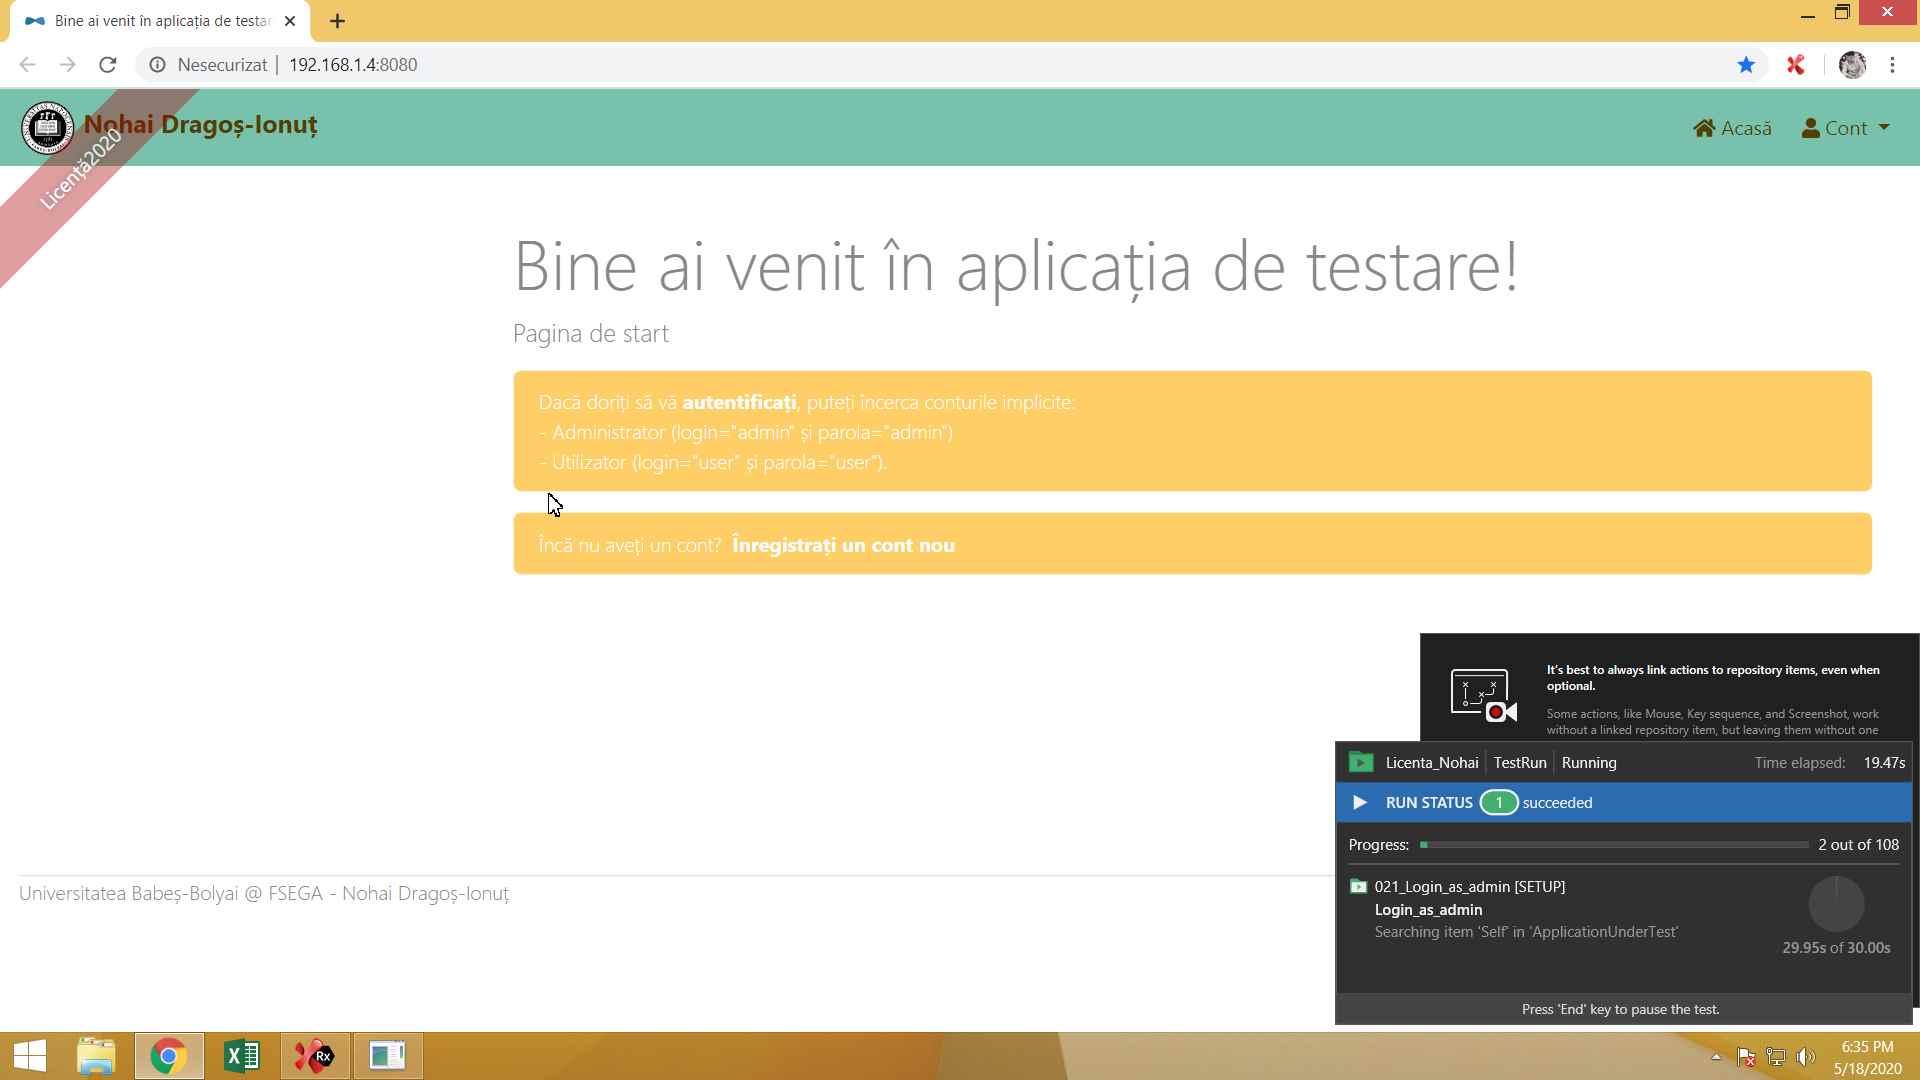 Bine ai venit în aplicația de testar
Nesecurizat | 192.168.1.4:8080
Nohai Dragoș-Ionuț
Acasă
Cont
Licență2020
Bine ai venit în aplicația de testare!
Pagina de start
Dacă doriți să vă autentificați, puteți încerca conturile implicite:
- Administrator (login="admin" și parola="admin")
- Utilizator (login="user" și parola="user").
Încă nu aveți un cont? Înregistrați un cont nou
It's best to always link actions to repository items, even when
optional.
Some actions, like Mouse, Key sequence, and Screenshot, work
without a linked repository item, but leaving them without one
Licenta_Nohai | TestRun | Running Time elapsed: 19.47s
RUN STATUS 1 succeeded
Progress: 2 out of 108
021_Login_as_admin [SETUP]
Login_as_admin
Searching item 'Self' in 'ApplicationUnderTest'
29.95s of 30.00s
Press 'End' key to pause the test.
Universitatea Babeș-Bolyai @ FSEGA - Nohai Dragoș-Ionuț
Rx
6:35 PM
5/18/2020